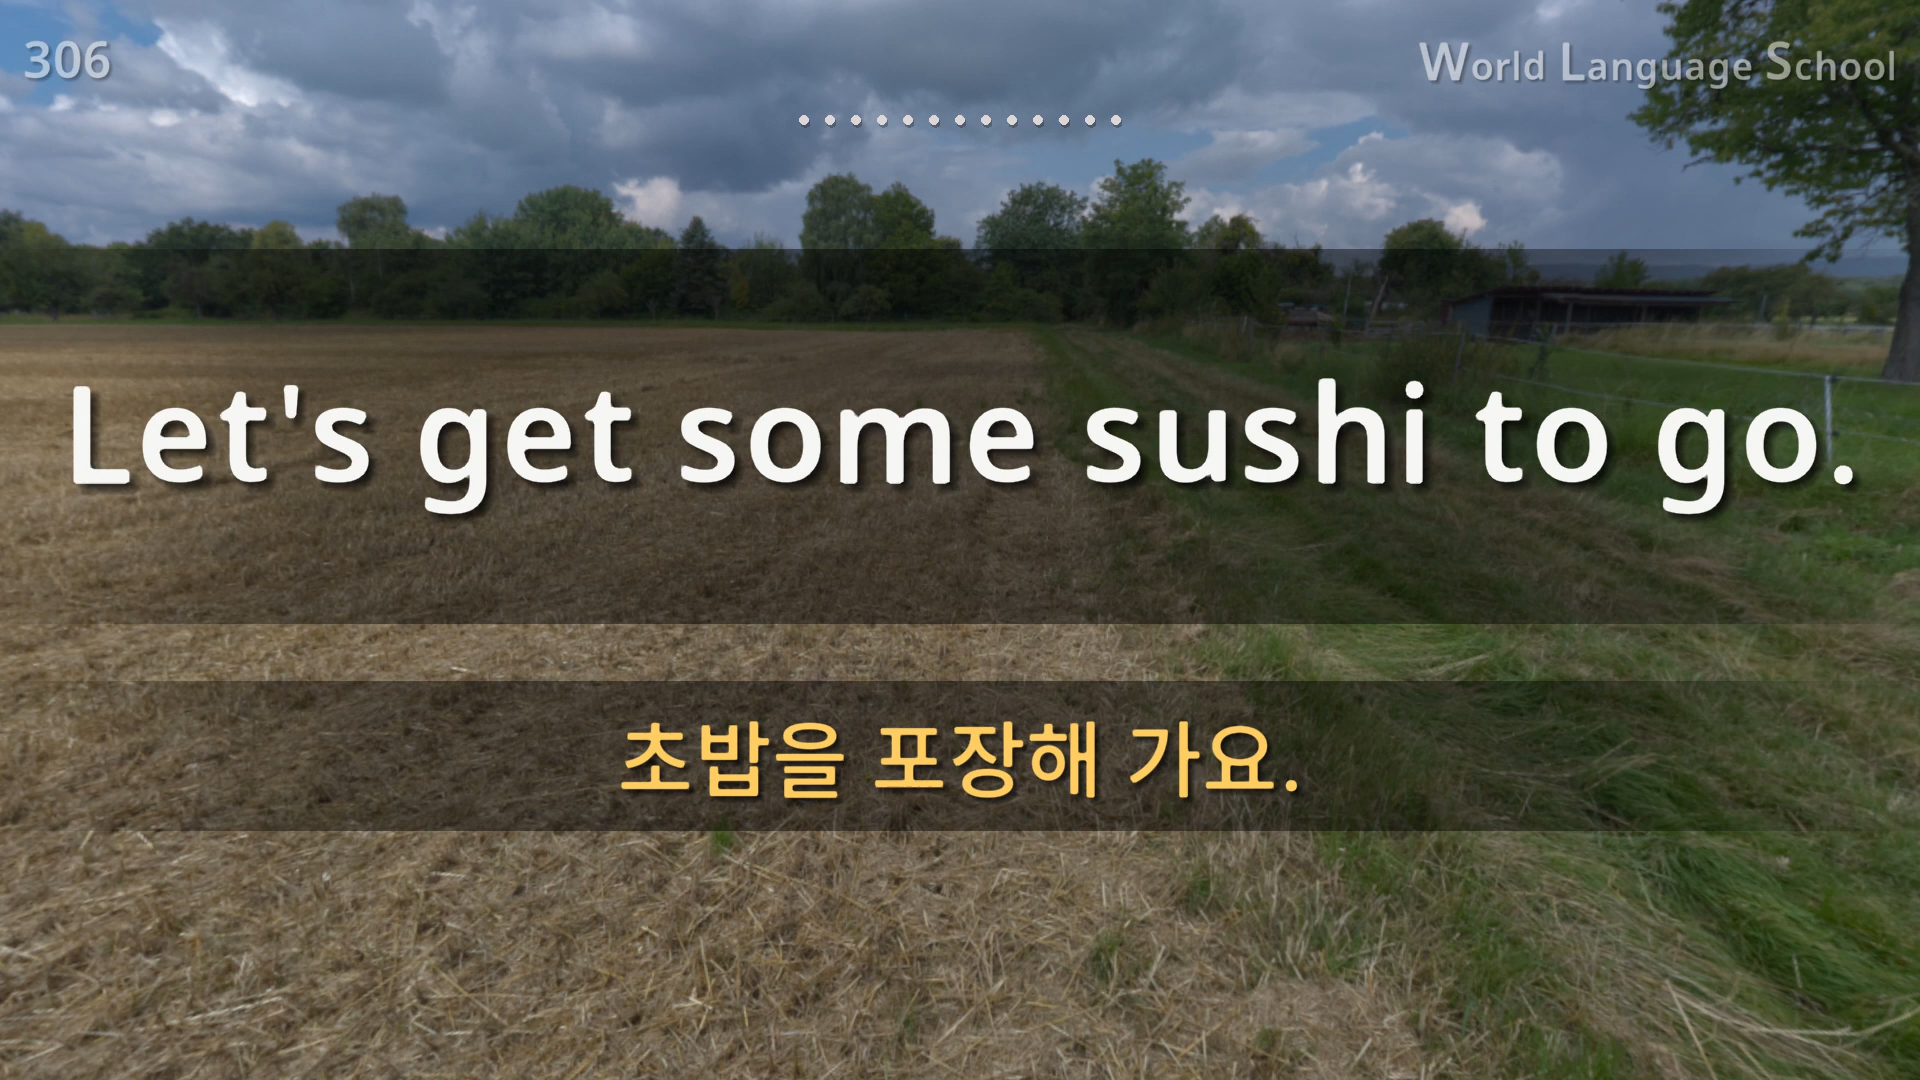 306
World Language School
Let's get some sushi to go.
초밥을 포장해 가요.